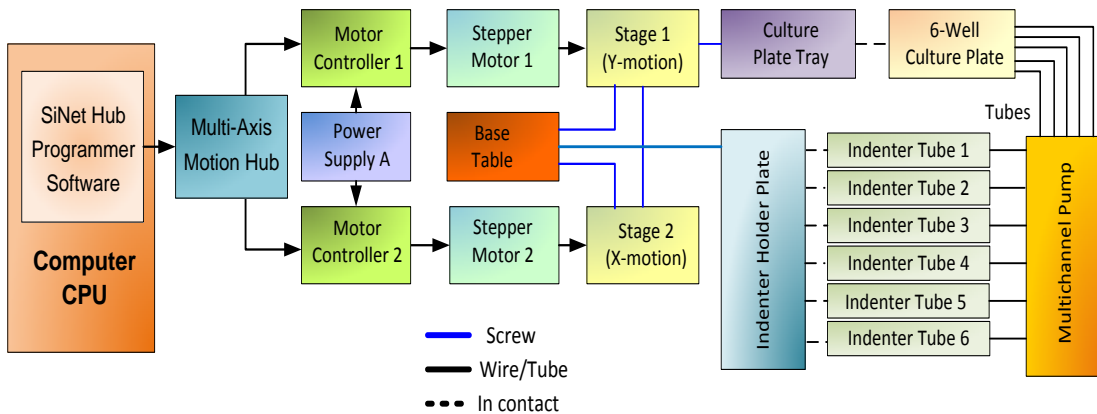 SiNet Hub
Programmer
Software
Computer
CPU
Multi-Axis
Motion Hub
Motor
Controller 1
Power
Supply A
Motor
Controller 2
Stepper
Motor 1
Base
Table
Stepper
Motor 2
Stage 1
(Y-motion)
Stage 2
(X-motion)
Culture
Plate Tray
6-Well
Culture Plate
Tubes
Indenter Holder Plate
Indenter Tube 1
Indenter Tube 2
Indenter Tube 3
Indenter Tube 4
Indenter Tube 5
Indenter Tube 6
Multichannel Pump
Screw
Wire/Tube
In contact